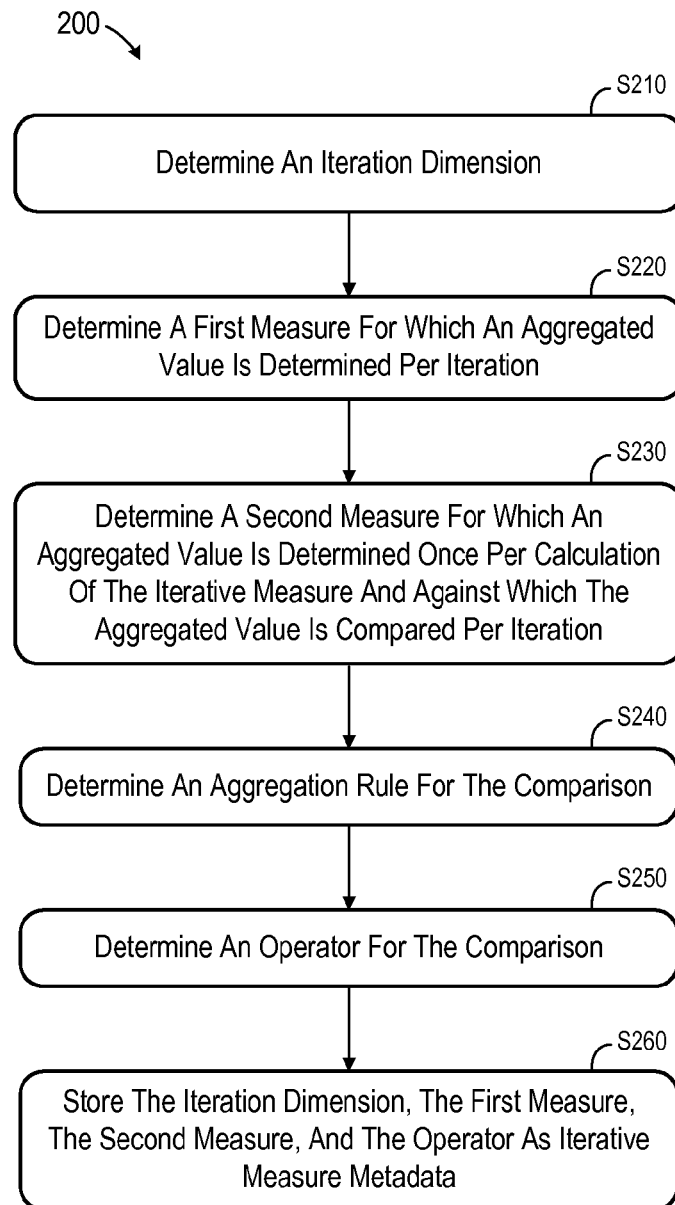 200
S210
Determine An Iteration Dimension
S220
Determine A First Measure For Which An Aggregated
Value Is Determined Per Iteration
S230
Determine A Second Measure For Which An
Aggregated Value Is Determined Once Per Calculation
Of The Iterative Measure And Against Which The
Aggregated Value Is Compared Per Iteration
S240
Determine An Aggregation Rule For The Comparison
S250
Determine An Operator For The Comparison
S260
Store The Iteration Dimension, The First Measure,
The Second Measure, And The Operator As Iterative
Measure Metadata